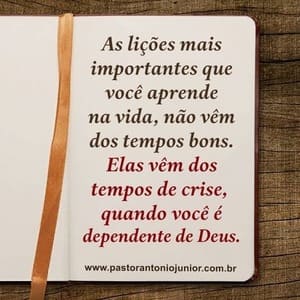 As lições mais
importantes que
você aprende
na vida, não vêm
dos tempos bons.
Elas vêm dos
tempos de crise,
quando você é
dependente de Deus.
www.pastorantoniojunior.com.br